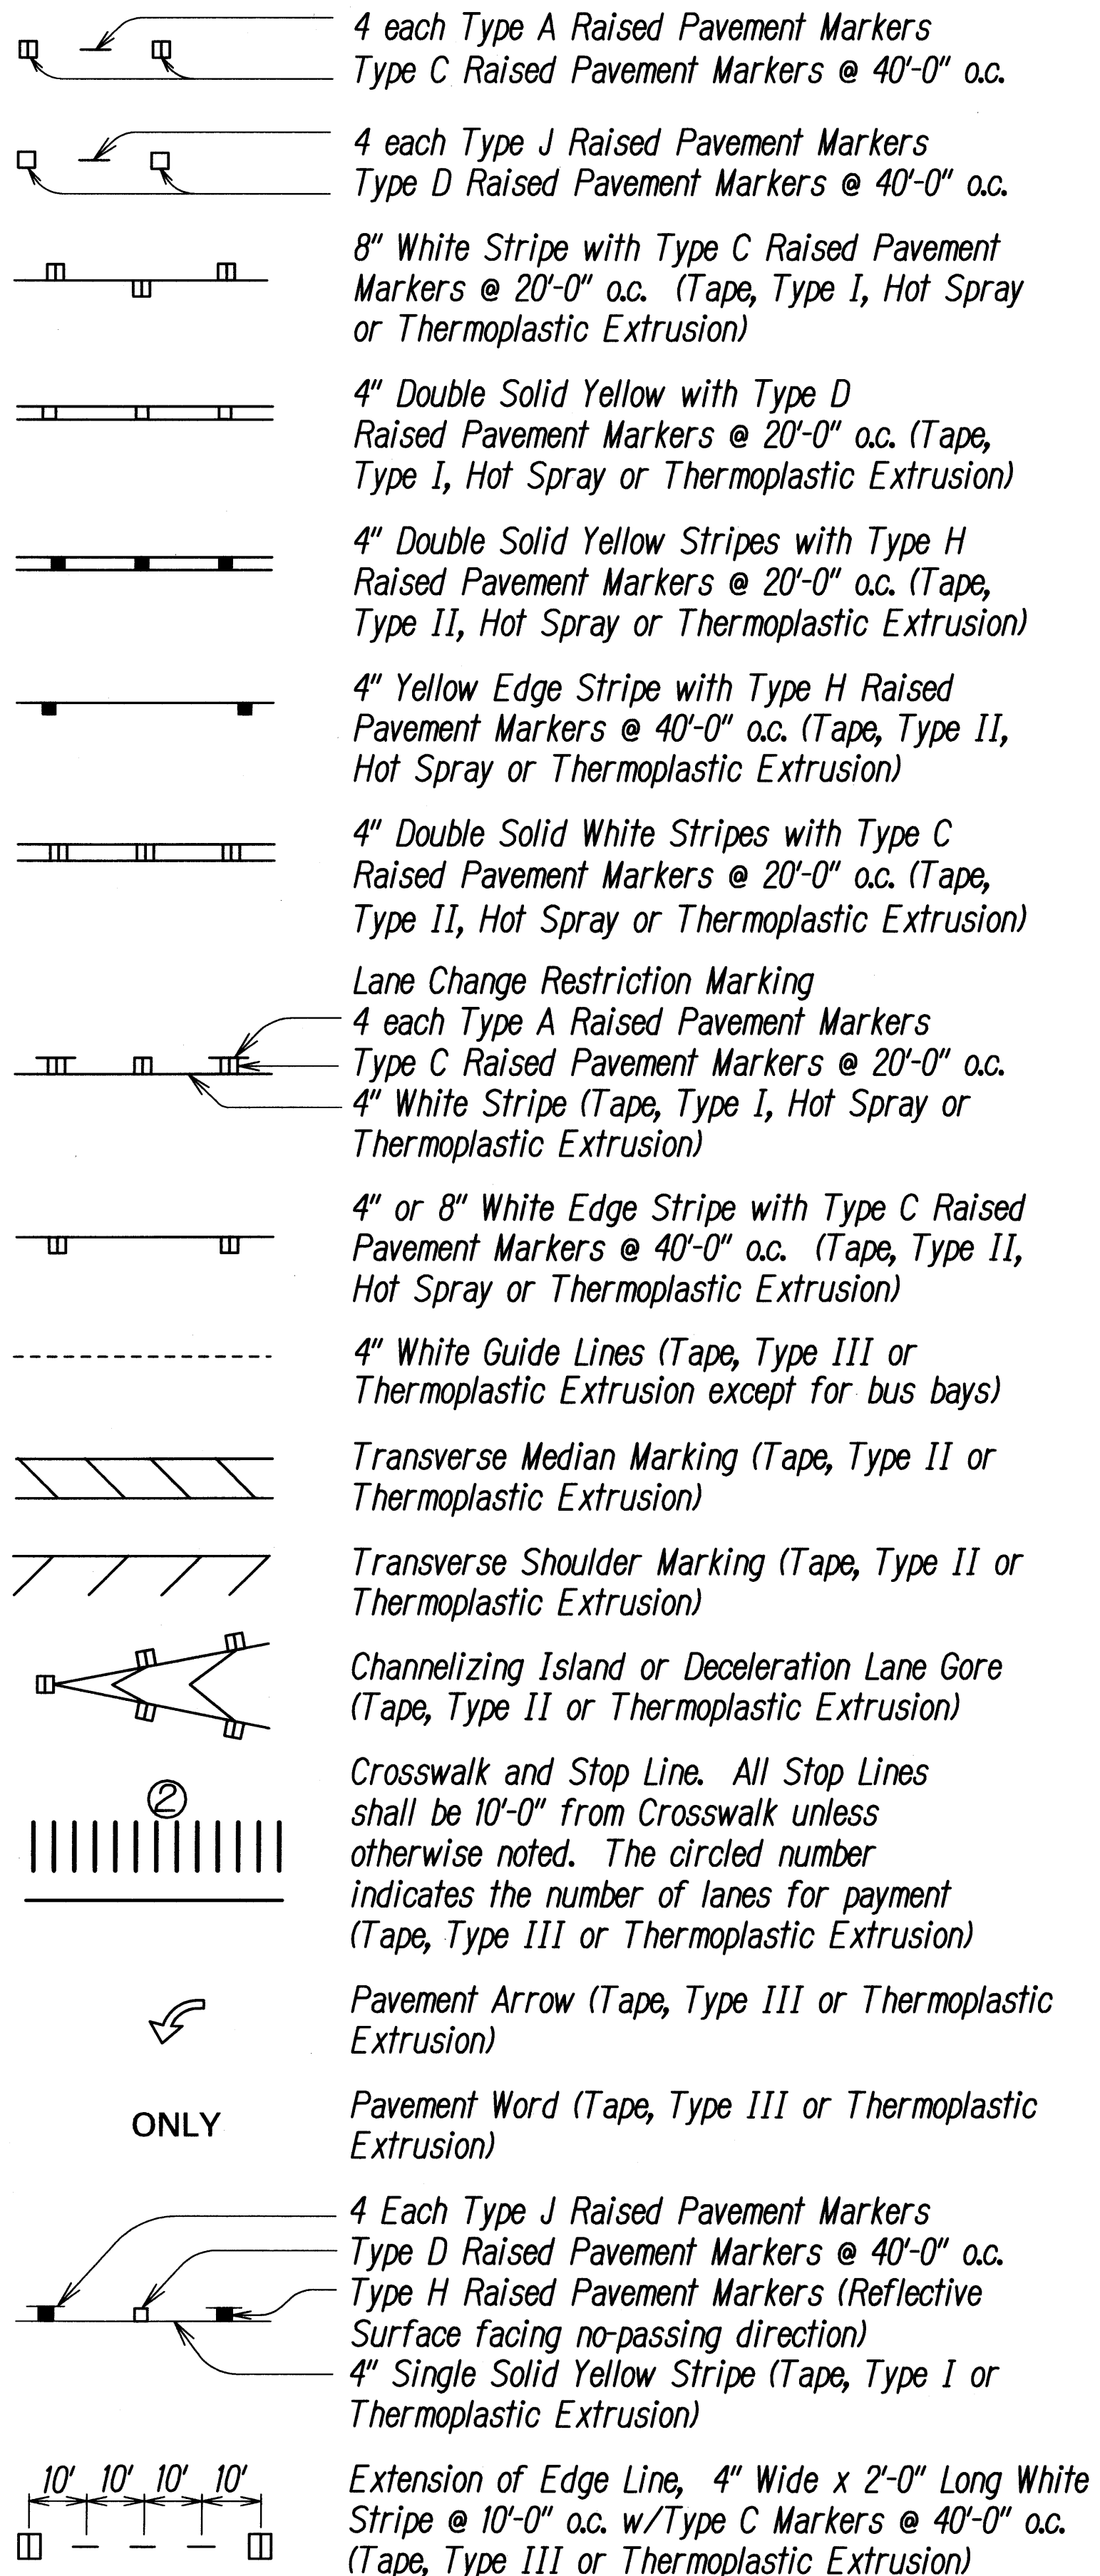 4 each Type A Raised Pavement Markers
Type C Raised Pavement Markers @ 40'-0" o.c.
4 each Type J Raised Pavement Markers
Type D Raised Pavement Markers @ 40'-0" o.c.
8" White Stripe with Type C Raised Pavement
Markers @ 20'-0" o.c. (Tape, Type I, Hot Spray
or Thermoplastic Extrusion)
4" Double Solid Yellow with Type D
Raised Pavement Markers @ 20'-0" o.c. (Tape,
Type I, Hot Spray or Thermoplastic Extrusion)
4" Double Solid Yellow Stripes with Type H
Raised Pavement Markers @ 20'-0" o.c. (Tape,
Type II, Hot Spray or Thermoplastic Extrusion)
4" Yellow Edge Stripe with Type H Raised
Pavement Markers @ 40'-0" o.c. (Tape, Type II,
Hot Spray or Thermoplastic Extrusion)
4" Double Solid White Stripes with Type C
Raised Pavement Markers @ 20'-0" o.c. (Tape,
Type II, Hot Spray or Thermoplastic Extrusion)
Lane Change Restriction Marking
4 each Type A Raised Pavement Markers
Type C Raised Pavement Markers @ 20'-0" o.c.
4" White Stripe (Tape, Type I, Hot Spray or
Thermoplastic Extrusion)
4" or 8" White Edge Stripe with Type C Raised
Pavement Markers @ 40'-0" o.c. (Tape, Type II,
Hot Spray or Thermoplastic Extrusion)
4" White Guide Lines (Tape, Type III or
Thermoplastic Extrusion except for bus bays)
Transverse Median Marking (Tape, Type II or
Thermoplastic Extrusion)
Transverse Shoulder Marking (Tape, Type II or
Thermoplastic Extrusion)
Channelizing Island or Deceleration Lane Gore
(Tape, Type II or Thermoplastic Extrusion)
2
Crosswalk and Stop Line. All Stop Lines
shall be 10'-0" from Crosswalk unless
otherwise noted. The circled number
indicates the number of lanes for payment
(Tape, Type III or Thermoplastic Extrusion)
Pavement Arrow (Tape, Type III or Thermoplastic
Extrusion)
ONLY
Pavement Word (Tape, Type III or Thermoplastic
Extrusion)
4 Each Type J Raised Pavement Markers
Type D Raised Pavement Markers @ 40'-0" o.c.
Type H Raised Pavement Markers (Reflective
Surface facing no-passing direction)
4" Single Solid Yellow Stripe (Tape, Type I or
Thermoplastic Extrusion)
10' 10' 10' 10'
Extension of Edge Line, 4" Wide x 2'-0" Long White
Stripe @ 10'-0" o.c. w/Type C Markers @ 40'-0" o.c.
(Tape, Type III or Thermoplastic Extrusion)